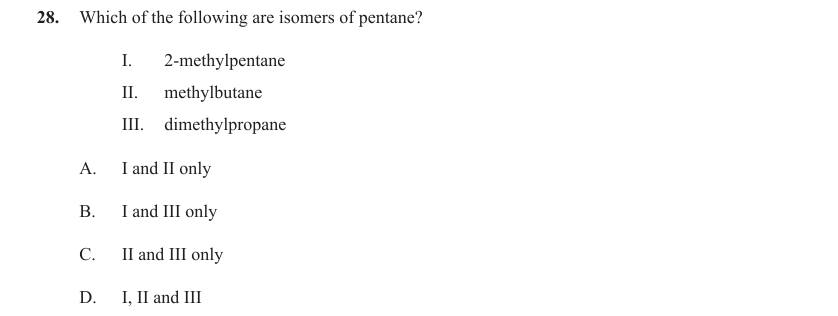 28. Which of the following are isomers of pentane?
I. 2-methylpentane
II. methylbutane
III. dimethylpropane
A. I and II only
B. I and III only
C. II and III only
D. I, II and III